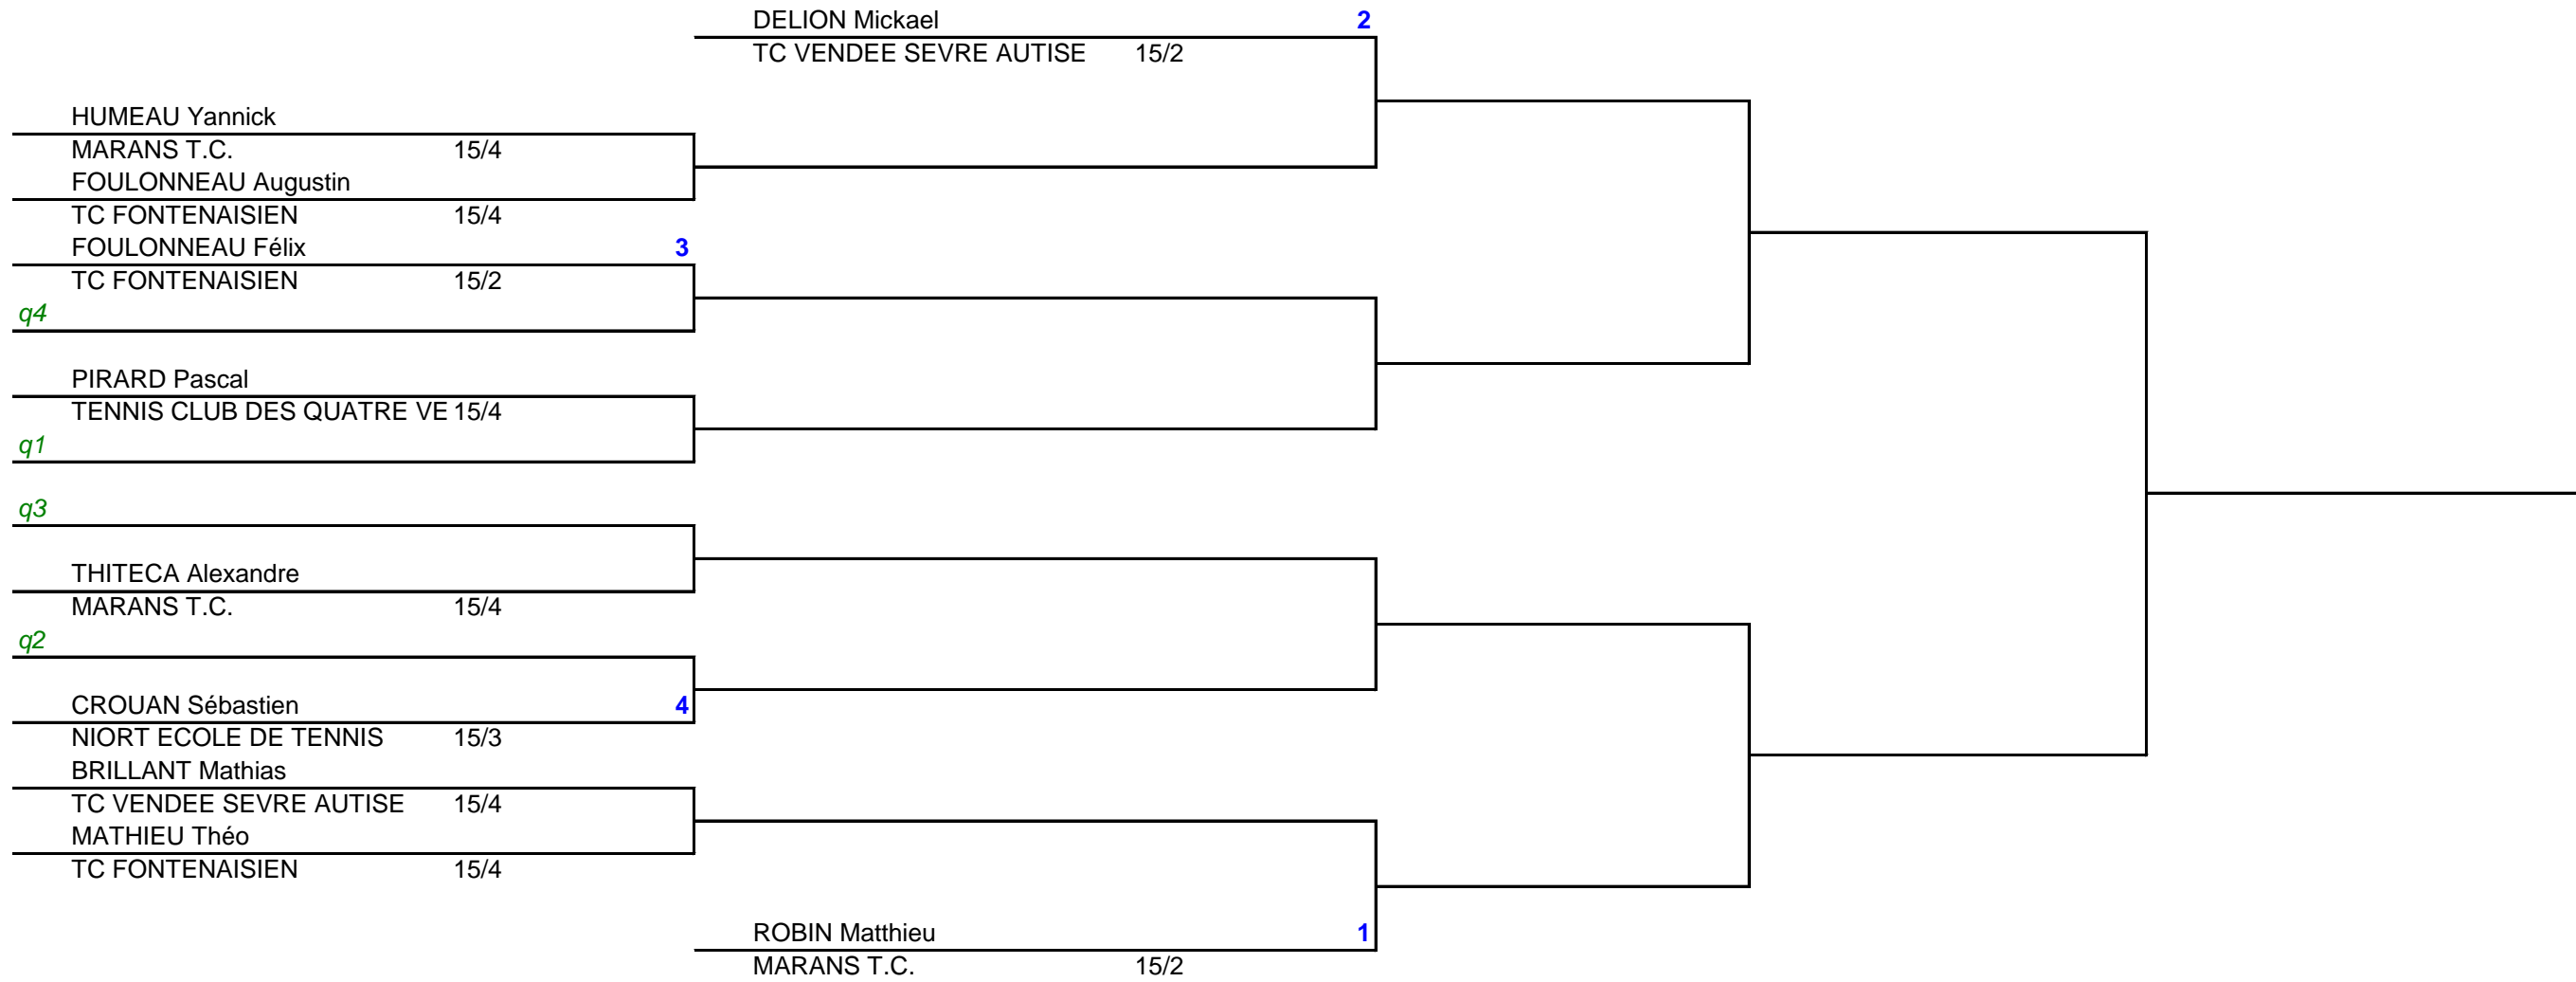 DELION Mickael 2
TC VENDEE SEVRE AUTISE 15/2
HUMEAU Yannick
MARANS T.C. 15/4
FOULONNEAU Augustin
TC FONTENAISIEN 15/4
FOULONNEAU Félix 3
TC FONTENAISIEN 15/2
q4
PIRARD Pascal
TENNIS CLUB DES QUATRE VE 15/4
q1
q3
THITECA Alexandre
MARANS T.C. 15/4
q2
CROUAN Sébastien 4
NIORT ECOLE DE TENNIS 15/3
BRILLANT Mathias
TC VENDEE SEVRE AUTISE 15/4
MATHIEU Théo
TC FONTENAISIEN 15/4
ROBIN Matthieu 1
MARANS T.C. 15/2